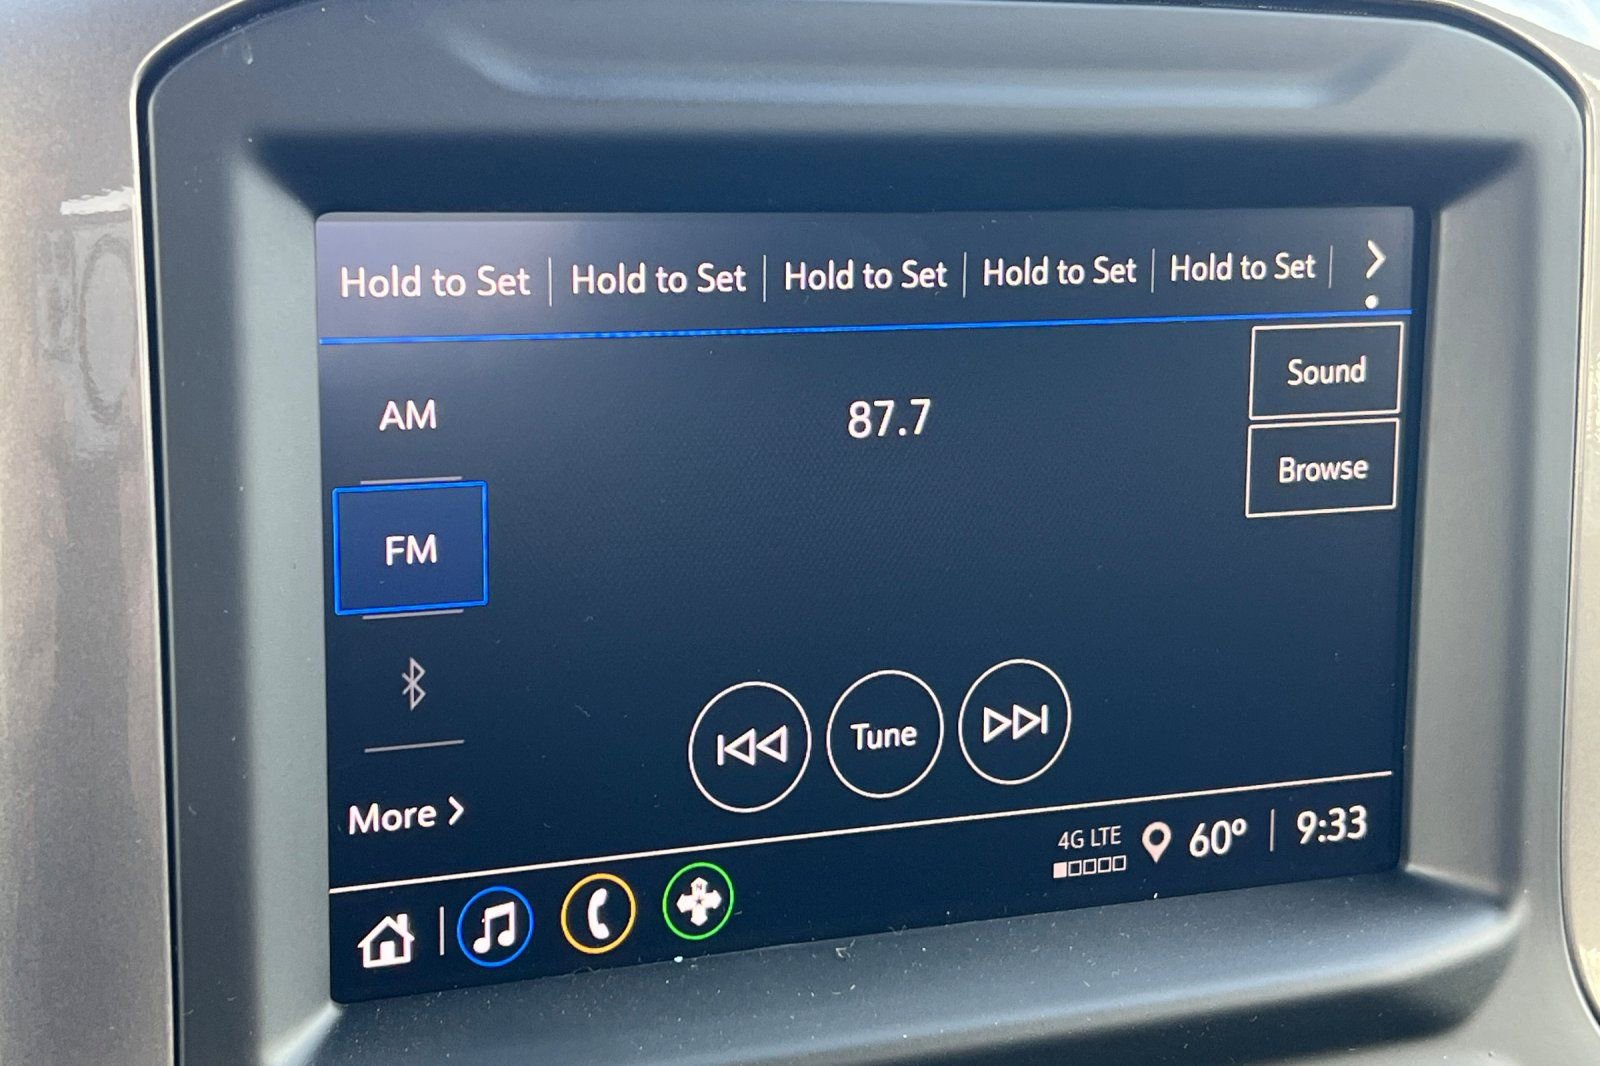 Hold to Set | Hold to Set | Hold to Set | Hold to Set | Hold to Set |
AM
87.7
Sound
Browse
FM
Tune
More
4G LTE
60°
9:33
N